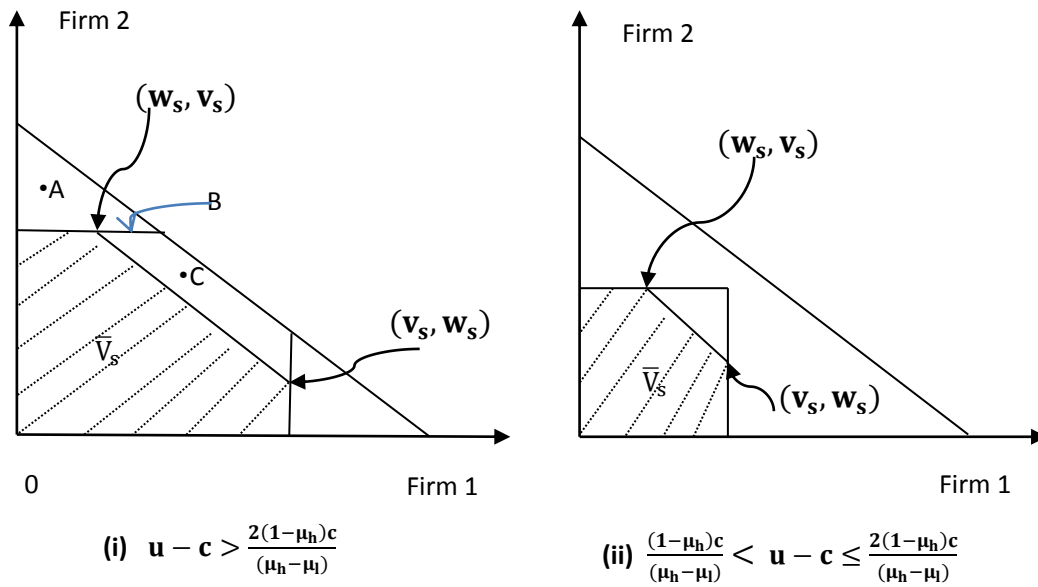 Firm 2
(w_s, v_s)
•A
B
•C
(v_s, w_s)
V̅_s
0
Firm 1
(i) u − c > 2(1−μ_h)c / (μ_h−μ_l)
Firm 2
(w_s, v_s)
V̅_s
(v_s, w_s)
Firm 1
(ii) (1−μ_h)c / (μ_h−μ_l) < u − c ≤ 2(1−μ_h)c / (μ_h−μ_l)